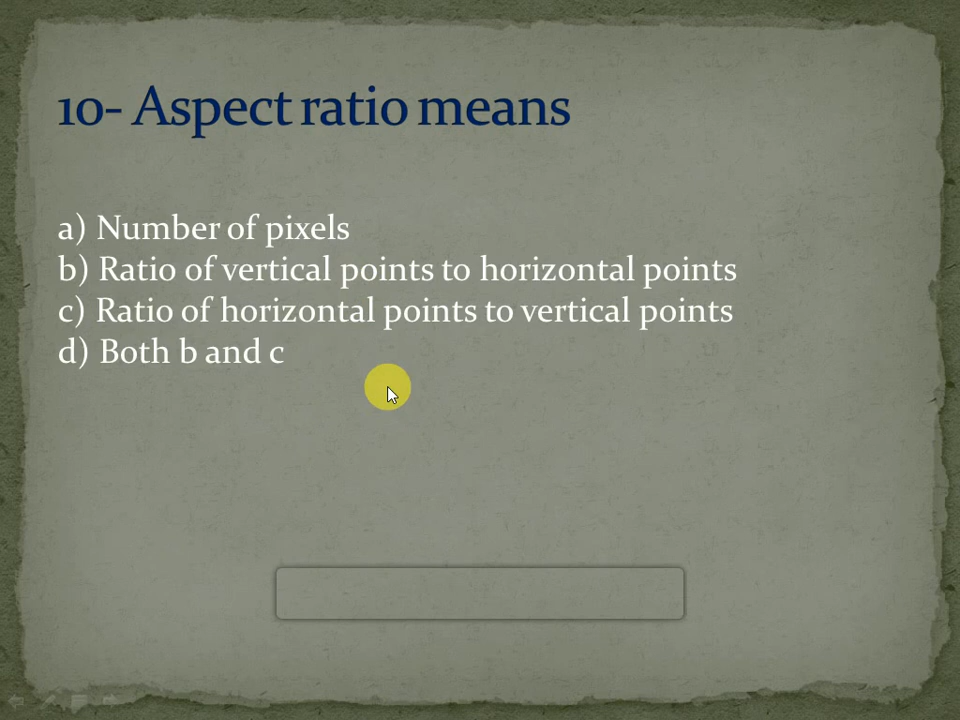 10- Aspect ratio means
a) Number of pixels
b) Ratio of vertical points to horizontal points
c) Ratio of horizontal points to vertical points
d) Both b and c